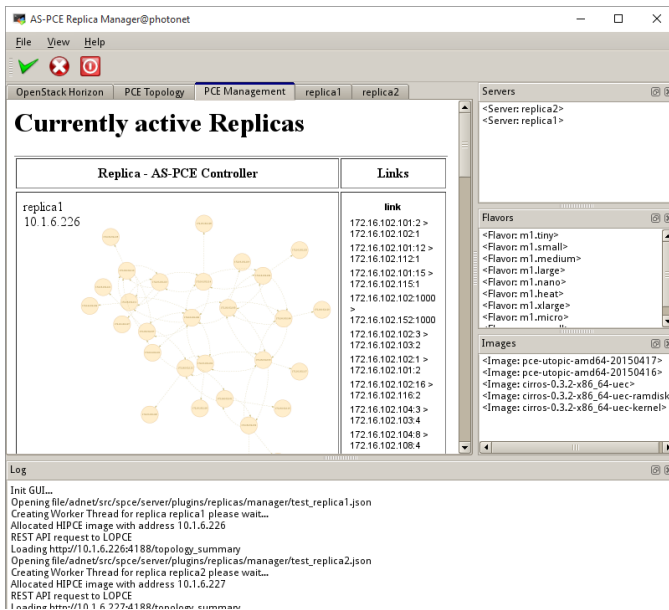 AS-PCE Replica Manager@photonet
File View Help
OpenStack Horizon PCE Topology PCE Management replica1 replica2
Currently active Replicas
Replica - AS-PCE Controller Links
replica1
10.1.6.226
link
172.16.102.101:2 >
172.16.102.102:1
172.16.102.101:12 >
172.16.102.112:1
172.16.102.101:15 >
172.16.102.115:1
172.16.102.102:1000
>
172.16.102.152:1000
172.16.102.102:3 >
172.16.102.103:2
172.16.102.102:1 >
172.16.102.101:2
172.16.102.102:16 >
172.16.102.116:2
172.16.102.104:3 >
172.16.102.103:4
172.16.102.104:8 >
172.16.102.108:4
Servers
<Server: replica2>
<Server: replica1>
Flavors
<Flavor: m1.tiny>
<Flavor: m1.small>
<Flavor: m1.medium>
<Flavor: m1.large>
<Flavor: m1.nano>
<Flavor: m1.heat>
<Flavor: m1.xlarge>
<Flavor: m1.micro>
Images
<Image: pce-utopic-amd64-20150417>
<Image: pce-utopic-amd64-20150416>
<Image: cirros-0.3.2-x86_64-uec>
<Image: cirros-0.3.2-x86_64-uec-ramdisk
<Image: cirros-0.3.2-x86_64-uec-kernel>
Log
Init GUI...
Opening file/adnet/src/spce/server/plugins/replicas/manager/test_replica1.json
Creating Worker Thread for replica replica1 please wait...
Allocated HIPCE image with address 10.1.6.226
REST API request to LOPCE
Loading http://10.1.6.226:4188/topology_summary
Opening file/adnet/src/spce/server/plugins/replicas/manager/test_replica2.json
Creating Worker Thread for replica replica2 please wait...
Allocated HIPCE image with address 10.1.6.227
REST API request to LOPCE
Loading http://10.1.6.227:4188/topology_summary